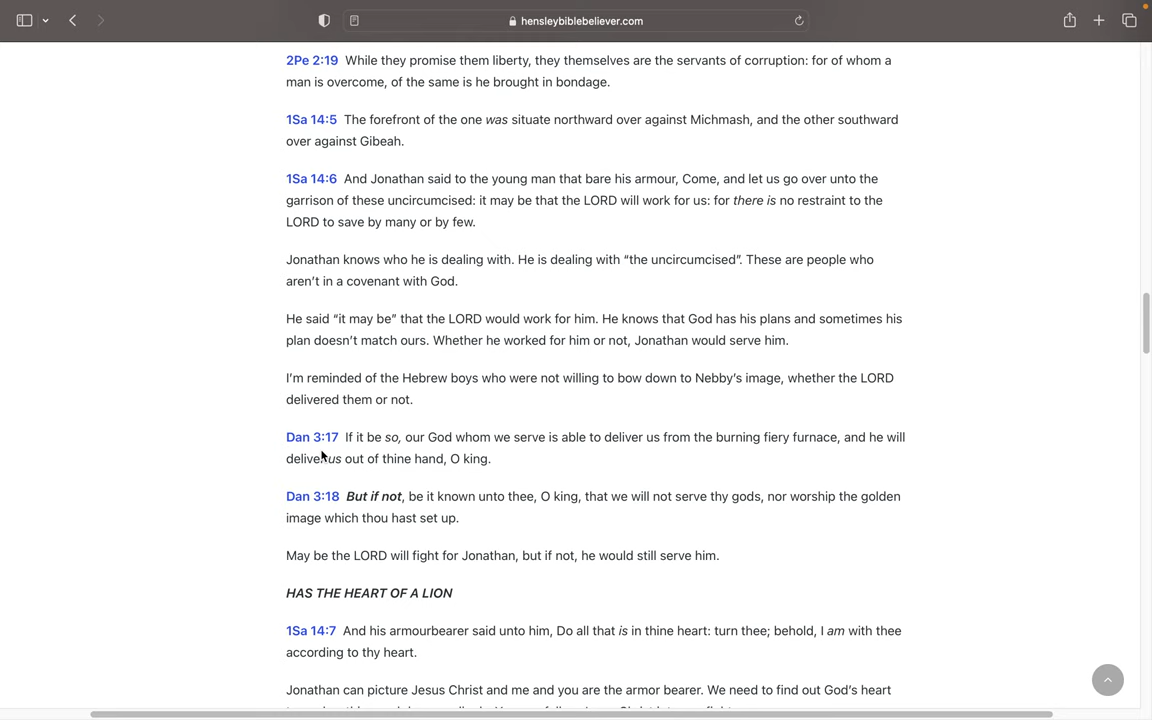 hensleybiblebeliever.com
2Pe 2:19 While they promise them liberty, they themselves are the servants of corruption: for of whom a
man is overcome, of the same is he brought in bondage.
1Sa 14:5 The forefront of the one was situate northward over against Michmash, and the other southward
over against Gibeah.
1Sa 14:6 And Jonathan said to the young man that bare his armour, Come, and let us go over unto the
garrison of these uncircumcised: it may be that the LORD will work for us: for there is no restraint to the
LORD to save by many or by few.
Jonathan knows who he is dealing with. He is dealing with “the uncircumcised”. These are people who
aren’t in a covenant with God.
He said “it may be” that the LORD would work for him. He knows that God has his plans and sometimes his
plan doesn’t match ours. Whether he worked for him or not, Jonathan would serve him.
I’m reminded of the Hebrew boys who were not willing to bow down to Nebby’s image, whether the LORD
delivered them or not.
Dan 3:17 If it be so, our God whom we serve is able to deliver us from the burning fiery furnace, and he will
deliver us out of thine hand, O king.
Dan 3:18 But if not, be it known unto thee, O king, that we will not serve thy gods, nor worship the golden
image which thou hast set up.
May be the LORD will fight for Jonathan, but if not, he would still serve him.
HAS THE HEART OF A LION
1Sa 14:7 And his armourbearer said unto him, Do all that is in thine heart: turn thee; behold, I am with thee
according to thy heart.
Jonathan can picture Jesus Christ and me and you are the armor bearer. We need to find out God’s heart